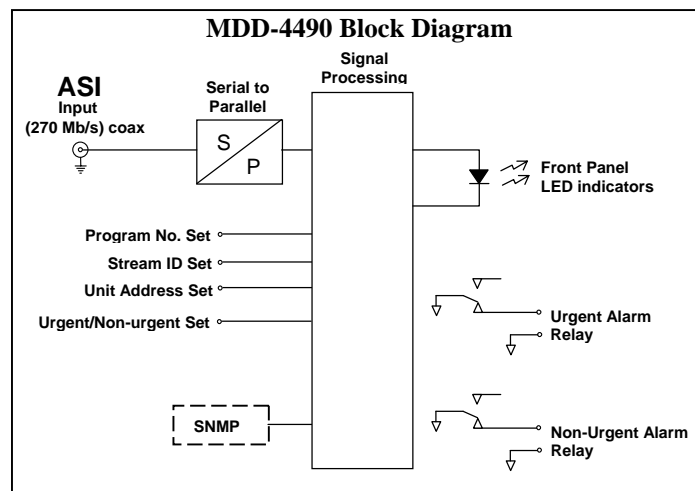 MDD-4490 Block Diagram
Signal
Processing
ASI
Input
(270 Mb/s) coax
Serial to
Parallel
S
P
Front Panel
LED indicators
Program No. Set
Stream ID Set
Unit Address Set
Urgent/Non-urgent Set
Urgent Alarm
Relay
SNMP
Non-Urgent Alarm
Relay